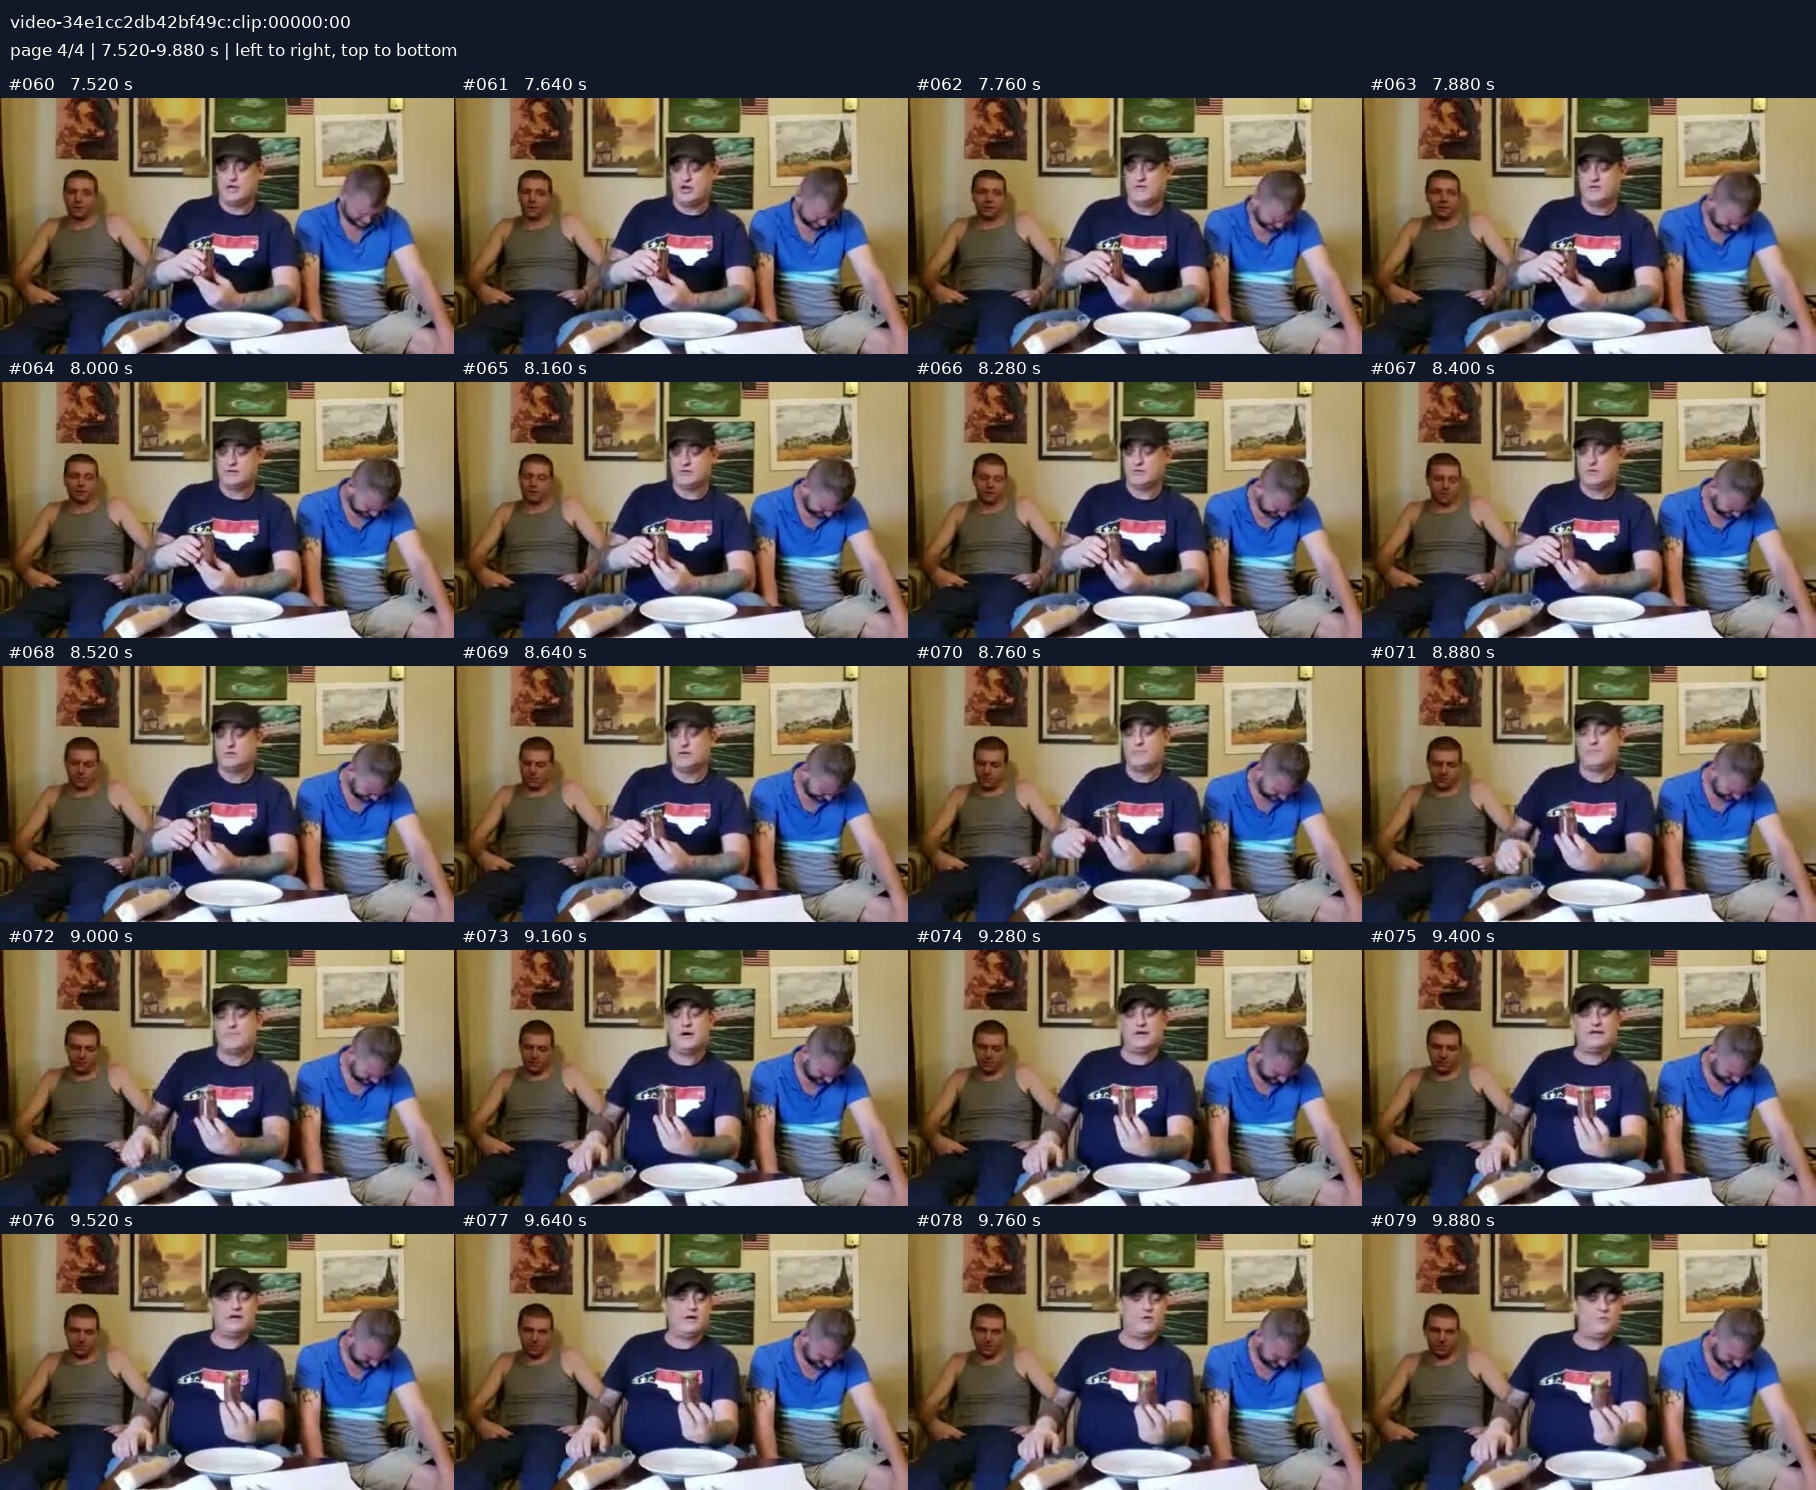 video-34e1cc2db42bf49c:clip:00000:00
page 4/4 | 7.520-9.880 s | left to right, top to bottom
#060 7.520 s
#061 7.640 s
#062 7.760 s
#063 7.880 s
#064 8.000 s
#065 8.160 s
#066 8.280 s
#067 8.400 s
#068 8.520 s
#069 8.640 s
#070 8.760 s
#071 8.880 s
#072 9.000 s
#073 9.160 s
#074 9.280 s
#075 9.400 s
#076 9.520 s
#077 9.640 s
#078 9.760 s
#079 9.880 s